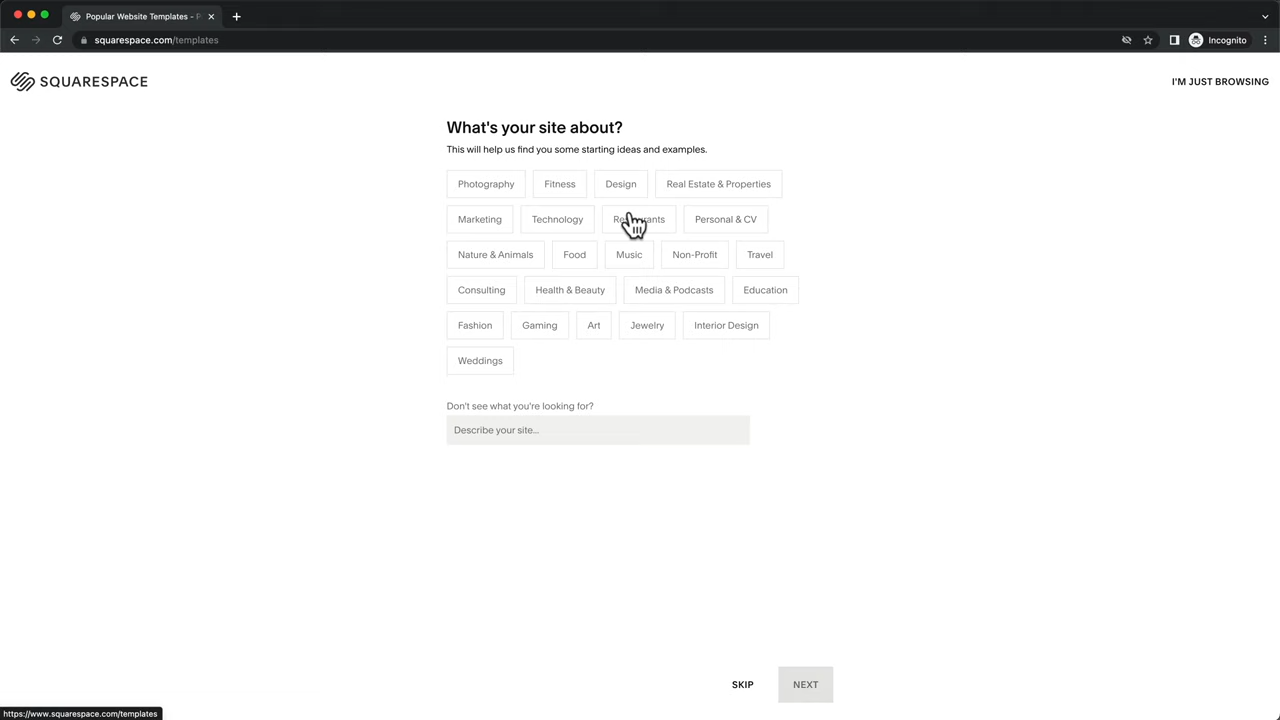 Popular Website Templates - P
squarespace.com/templates
Incognito
SQUARESPACE
I'M JUST BROWSING
What's your site about?
This will help us find you some starting ideas and examples.
Photography Fitness Design Real Estate & Properties
Marketing Technology Restaurants Personal & CV
Nature & Animals Food Music Non-Profit Travel
Consulting Health & Beauty Media & Podcasts Education
Fashion Gaming Art Jewelry Interior Design
Weddings
Don't see what you're looking for?
Describe your site...
SKIP NEXT
https://www.squarespace.com/templates